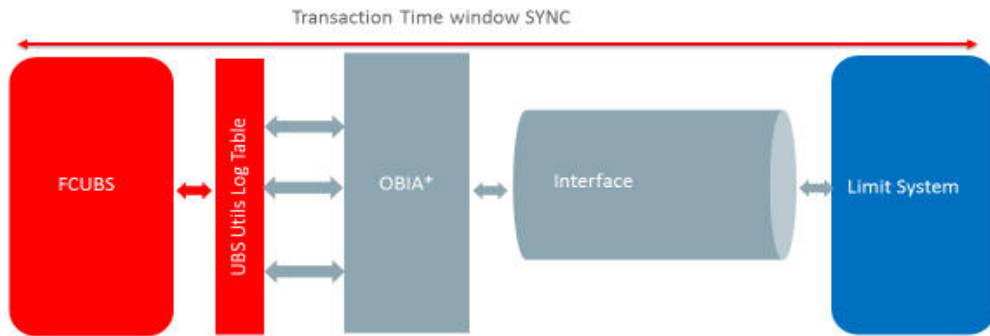 Transaction Time window SYNC
FCUBS
UBS Utils Log Table
OBIA+
Interface
Limit System